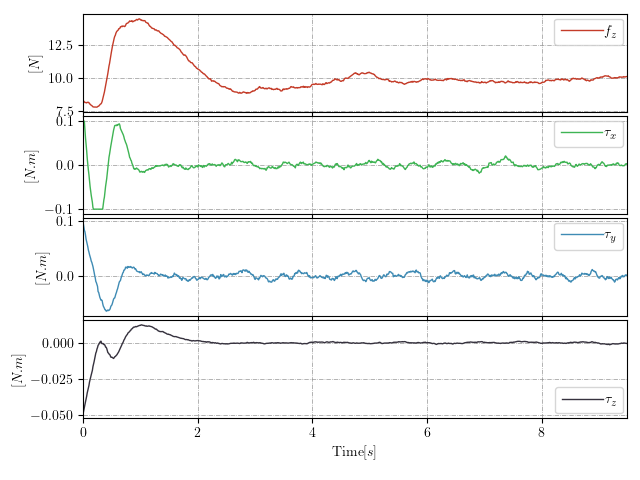 12.5
10.0
7.5
[N]
f_z
0.1
0.0
−0.1
[N.m]
τ_x
0.1
0.0
[N.m]
τ_y
0.000
−0.025
−0.050
[N.m]
τ_z
0 2 4 6 8
Time[s]